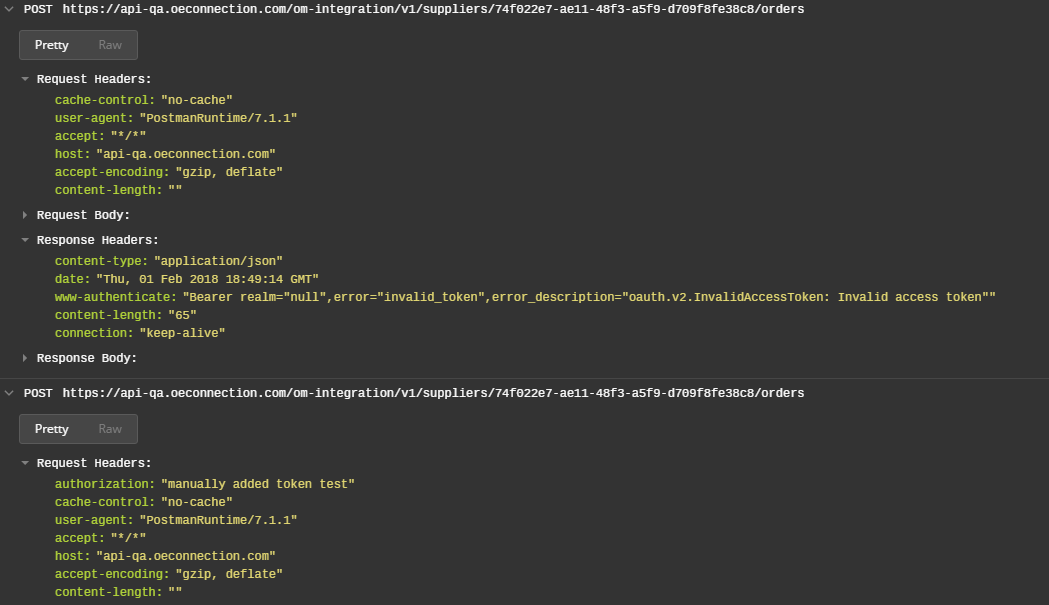 POST https://api-qa.oeconnection.com/om-integration/v1/suppliers/74f022e7-ae11-48f3-a5f9-d709f8fe38c8/orders
Pretty Raw
Request Headers:
cache-control: "no-cache"
user-agent: "PostmanRuntime/7.1.1"
accept: "*/*"
host: "api-qa.oeconnection.com"
accept-encoding: "gzip, deflate"
content-length: ""
Request Body:
Response Headers:
content-type: "application/json"
date: "Thu, 01 Feb 2018 18:49:14 GMT"
www-authenticate: "Bearer realm="null",error="invalid_token",error_description="oauth.v2.InvalidAccessToken: Invalid access token""
content-length: "65"
connection: "keep-alive"
Response Body:
POST https://api-qa.oeconnection.com/om-integration/v1/suppliers/74f022e7-ae11-48f3-a5f9-d709f8fe38c8/orders
Pretty Raw
Request Headers:
authorization: "manually added token test"
cache-control: "no-cache"
user-agent: "PostmanRuntime/7.1.1"
accept: "*/*"
host: "api-qa.oeconnection.com"
accept-encoding: "gzip, deflate"
content-length: ""